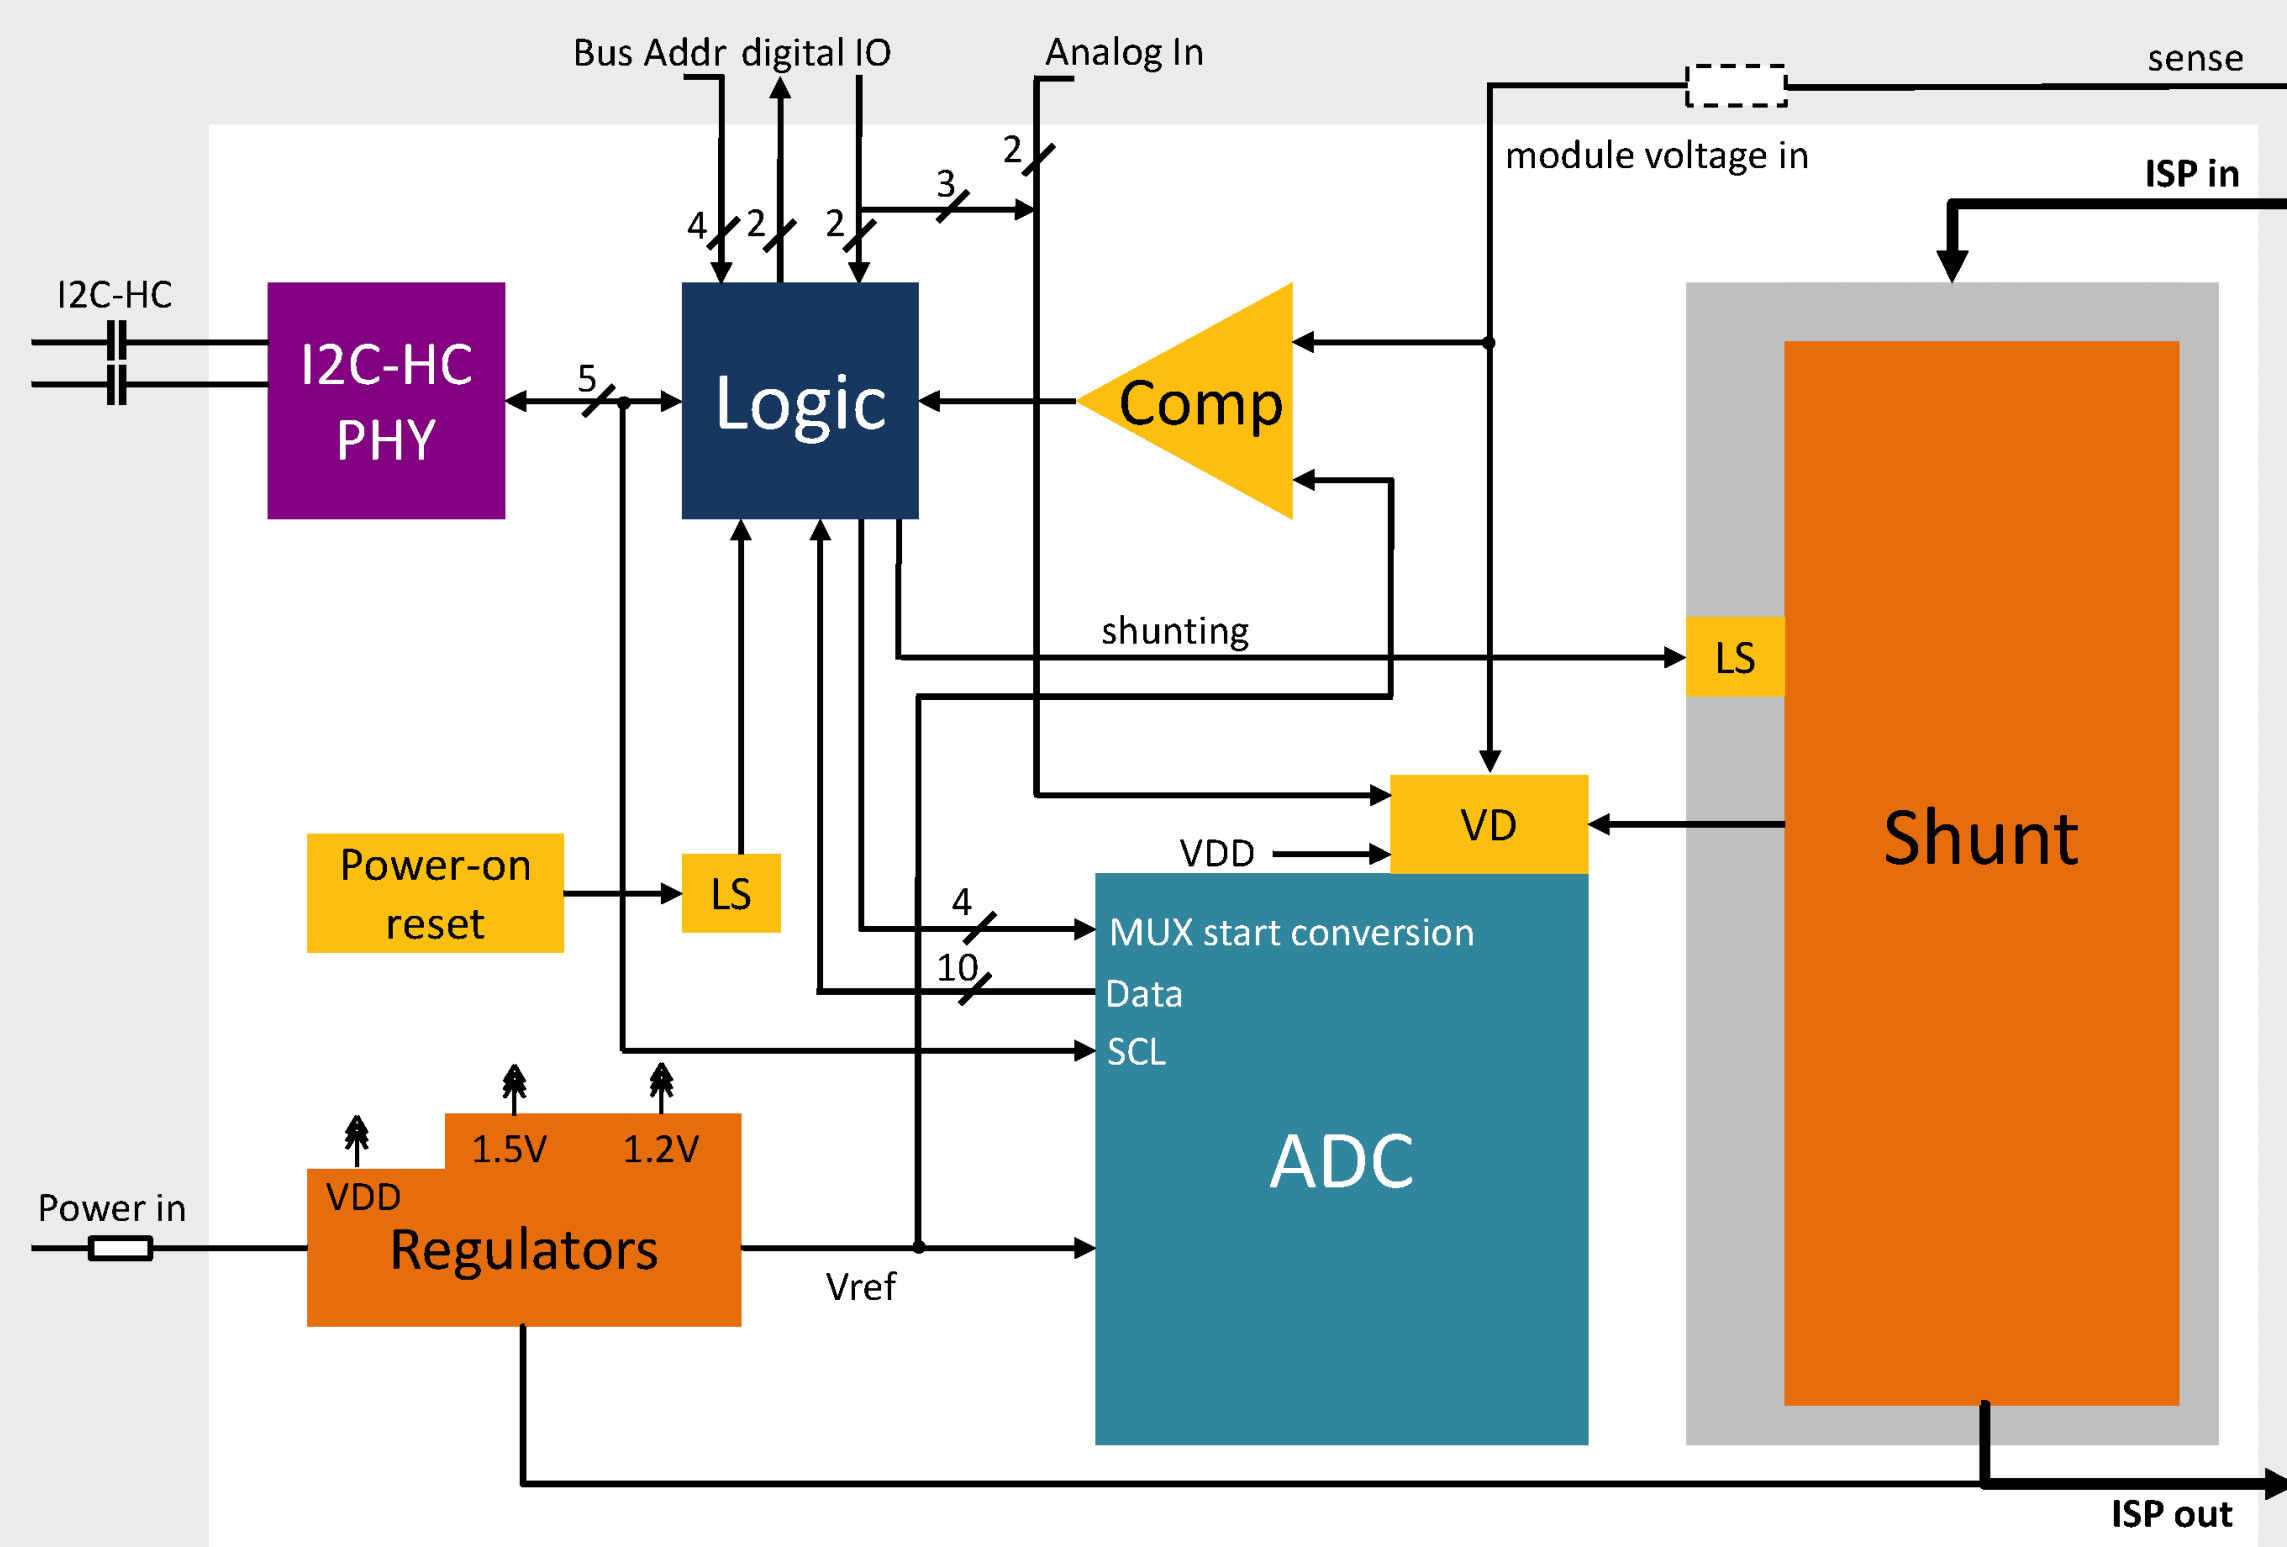 Bus Addr digital IO
Analog In
sense
2
module voltage in
ISP in
3
4
2
2
I2C-HC
I2C-HC
PHY
5
Logic
Comp
shunting
LS
VD
VDD
Shunt
Power-on
reset
LS
4
MUX start conversion
10
Data
SCL
1.5V
1.2V
VDD
ADC
Power in
Regulators
Vref
ISP out